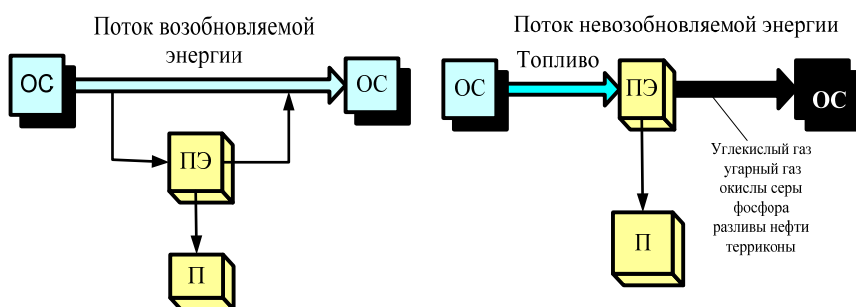 Поток возобновляемой
энергии
ОС
ОС
ПЭ
П
Поток невозобновляемой энергии
Топливо
ОС
ПЭ
ОС
Углекислый газ
угарный газ
окислы серы
фосфора
разливы нефти
терриконы
П